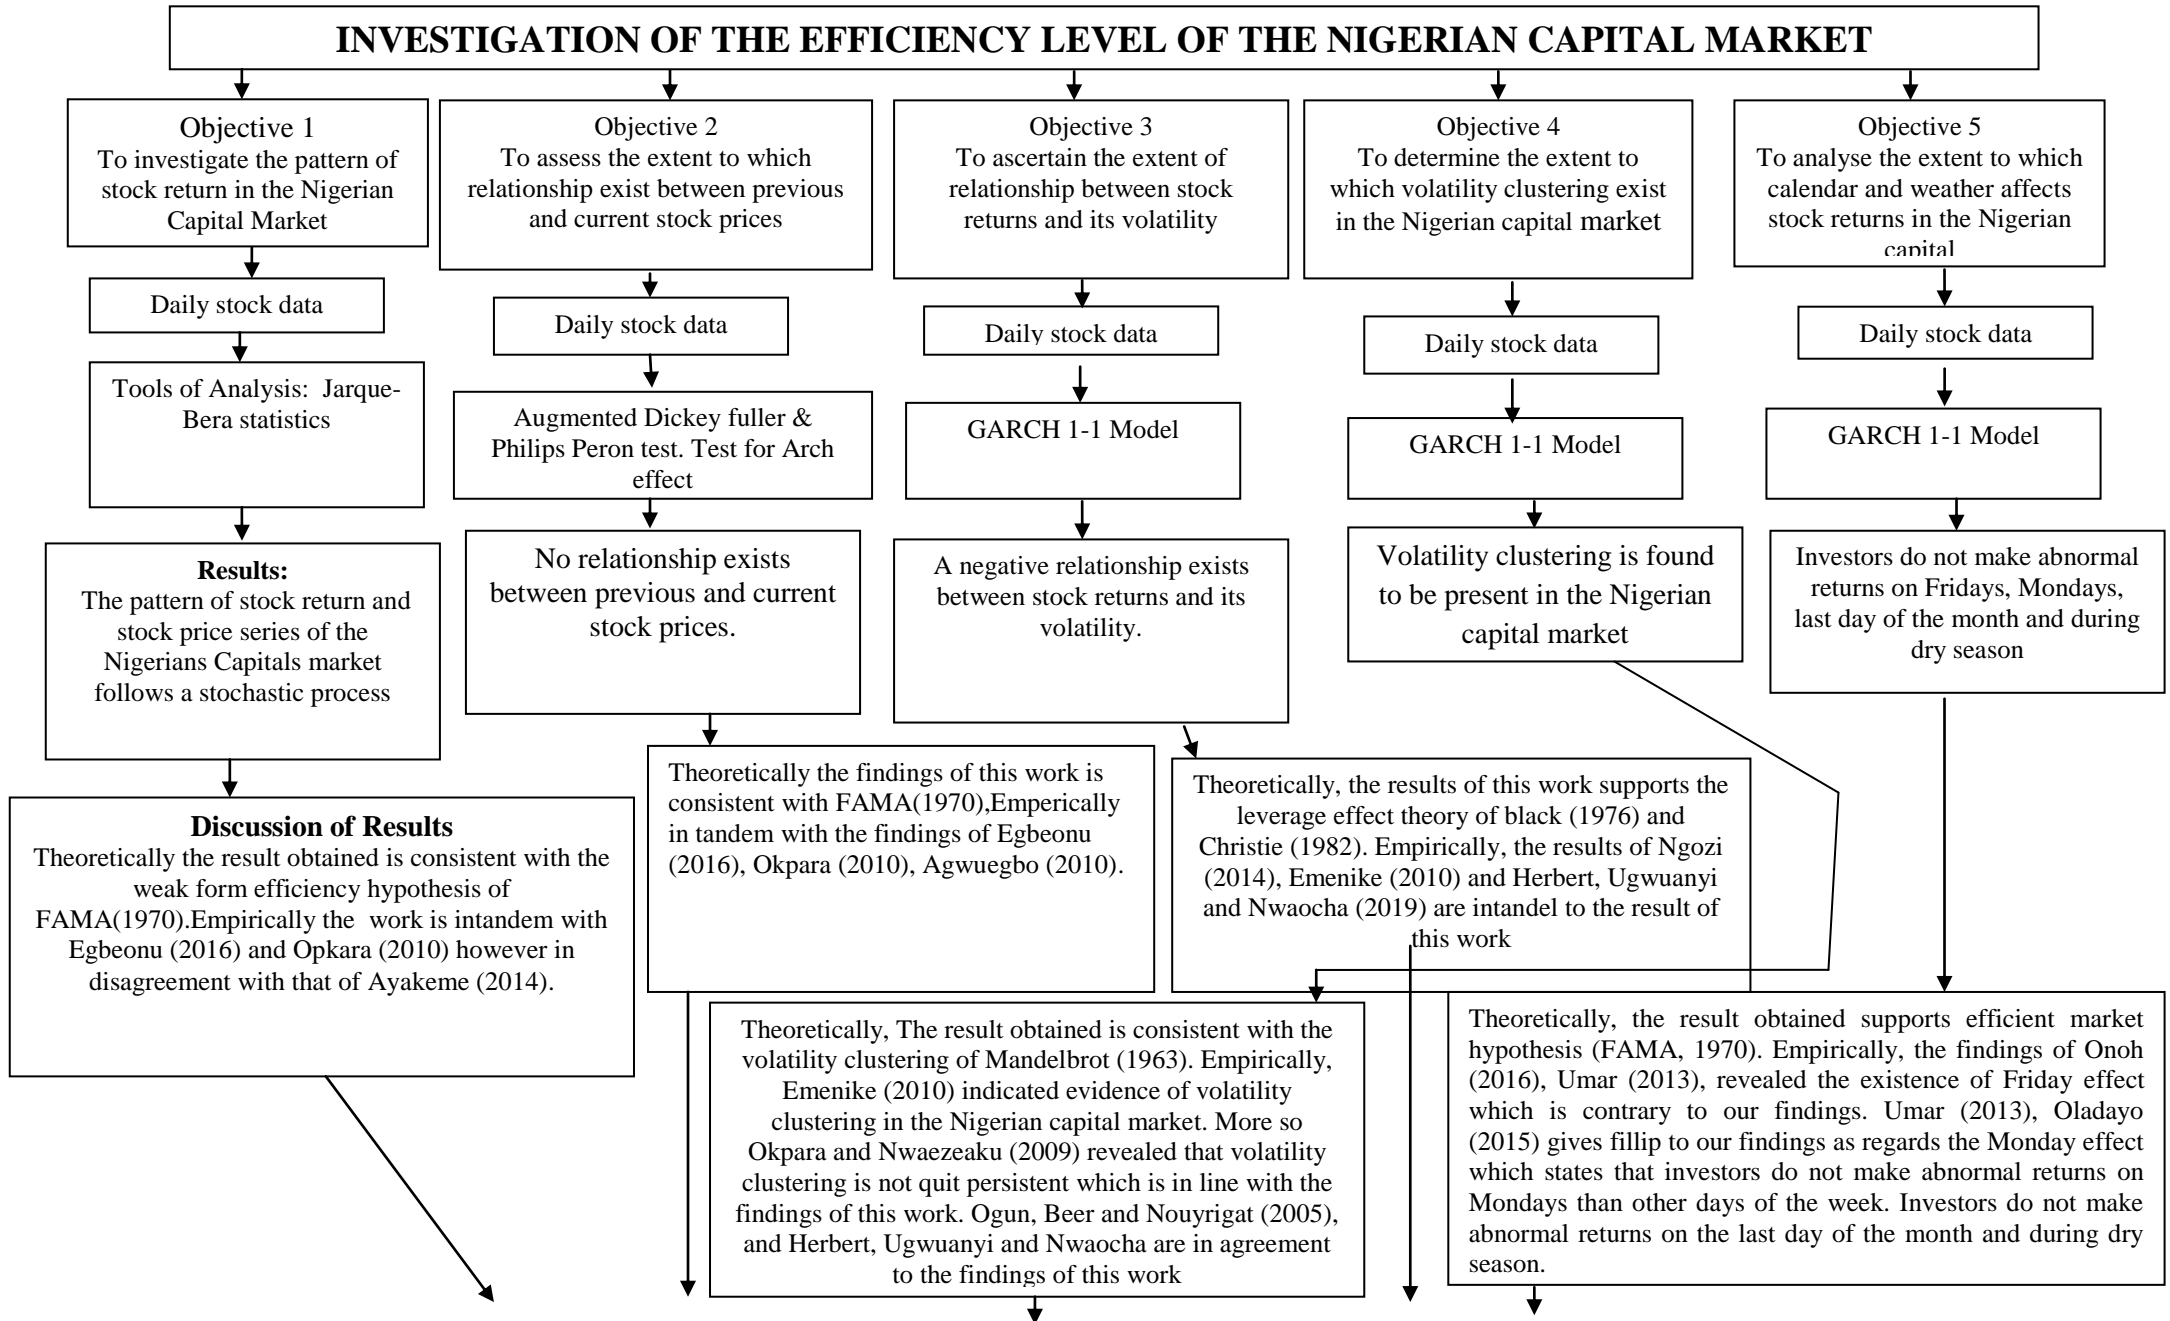 INVESTIGATION OF THE EFFICIENCY LEVEL OF THE NIGERIAN CAPITAL MARKET
Objective 1
To investigate the pattern of
stock return in the Nigerian
Capital Market
Objective 2
To assess the extent to which
relationship exist between previous
and current stock prices
Objective 3
To ascertain the extent of
relationship between stock
returns and its volatility
Objective 4
To determine the extent to
which volatility clustering exist
in the Nigerian capital market
Objective 5
To analyse the extent to which
calendar and weather affects
stock returns in the Nigerian
capital
Daily stock data
Daily stock data
Daily stock data
Daily stock data
Daily stock data
Tools of Analysis:  Jarque-
Bera statistics
Augmented Dickey fuller &
Philips Peron test. Test for Arch
effect
GARCH 1-1 Model
GARCH 1-1 Model
GARCH 1-1 Model
Results:
The pattern of stock return and
stock price series of the
Nigerians Capitals market
follows a stochastic process
No relationship exists
between previous and current
stock prices.
A negative relationship exists
between stock returns and its
volatility.
Volatility clustering is found
to be present in the Nigerian
capital market
Investors do not make abnormal
returns on Fridays, Mondays,
last day of the month and during
dry season
Discussion of Results
Theoretically the result obtained is consistent with the
weak form efficiency hypothesis of
FAMA(1970).Empirically the  work is intandem with
Egbeonu (2016) and Opkara (2010) however in
disagreement with that of Ayakeme (2014).
Theoretically the findings of this work is
consistent with FAMA(1970),Emperically
in tandem with the findings of Egbeonu
(2016), Okpara (2010), Agwuegbo (2010).
Theoretically, the results of this work supports the
leverage effect theory of black (1976) and
Christie (1982). Empirically, the results of Ngozi
(2014), Emenike (2010) and Herbert, Ugwuanyi
and Nwaocha (2019) are intandel to the result of
this work
Theoretically, The result obtained is consistent with the
volatility clustering of Mandelbrot (1963). Empirically,
Emenike (2010) indicated evidence of volatility
clustering in the Nigerian capital market. More so
Okpara and Nwaezeaku (2009) revealed that volatility
clustering is not quit persistent which is in line with the
findings of this work. Ogun, Beer and Nouyrigat (2005),
and Herbert, Ugwuanyi and Nwaocha are in agreement
to the findings of this work
Theoretically, the result obtained supports efficient market
hypothesis (FAMA, 1970). Empirically, the findings of Onoh
(2016), Umar (2013), revealed the existence of Friday effect
which is contrary to our findings. Umar (2013), Oladayo
(2015) gives fillip to our findings as regards the Monday effect
which states that investors do not make abnormal returns on
Mondays than other days of the week. Investors do not make
abnormal returns on the last day of the month and during dry
season.